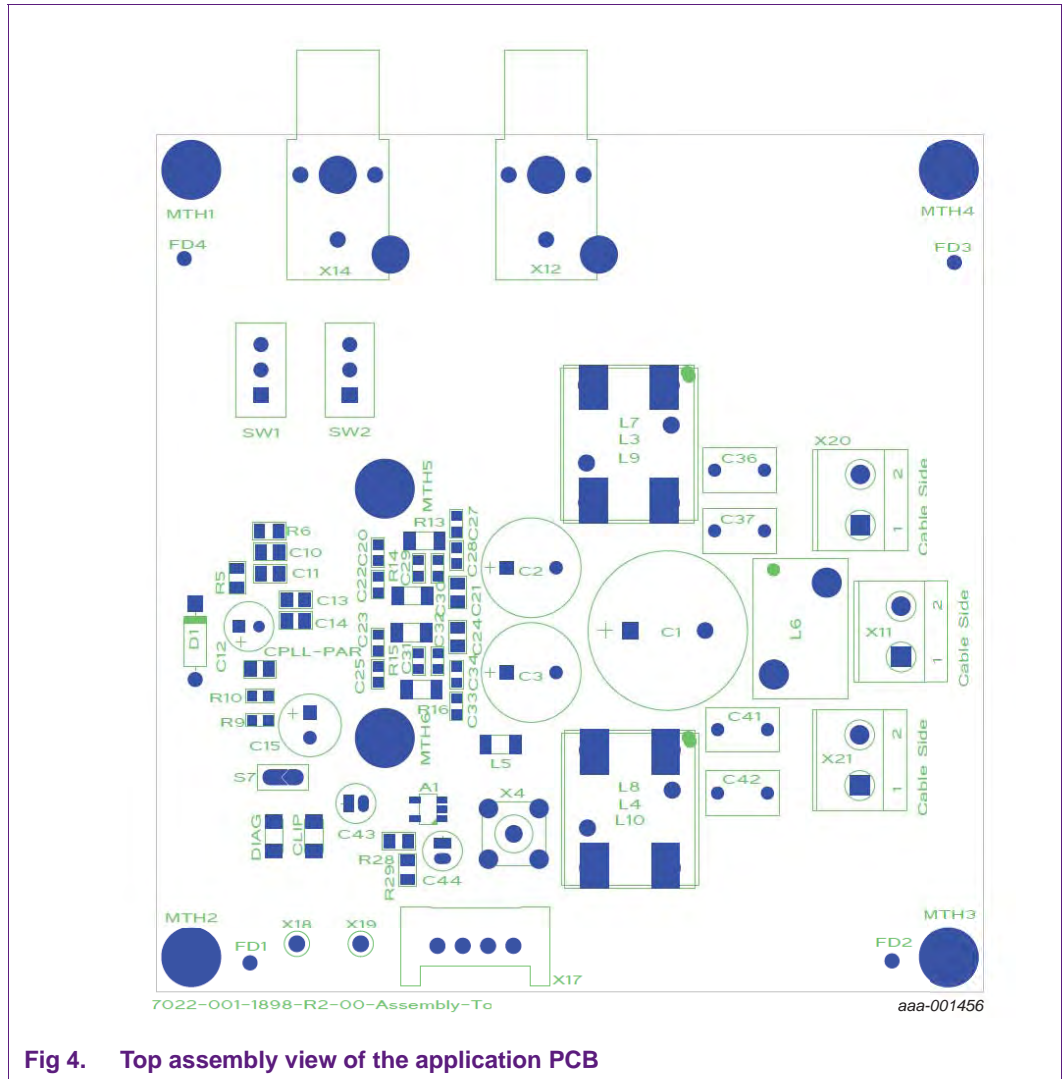 MTH1
MTH4
FD4
FD3
X14
X12
SW1
SW2
L7
L3
L9
C36
X20
2
1
Cable Side
C37
MTH5
R13
C27
C28
R6
C10
C11
R5
C20
C22
R14
C29
C30
C21
+
C2
C13
C14
D1
C12
+
CPLL-PAR
C23
C25
R15
C31
C32
C24
C34
C33
+
C3
+
C1
L6
X11
2
1
Cable Side
R10
R9
+
C15
R16
MTH6
L5
C41
C42
X21
2
1
Cable Side
S7
A1
X4
L8
L4
L10
C43
DIAG
CLIP
R28
R29
C44
MTH2
MTH3
X18
X19
FD1
FD2
X17
7022-001-1898-R2-00-Assembly-To
aaa-001456
Fig 4. Top assembly view of the application PCB